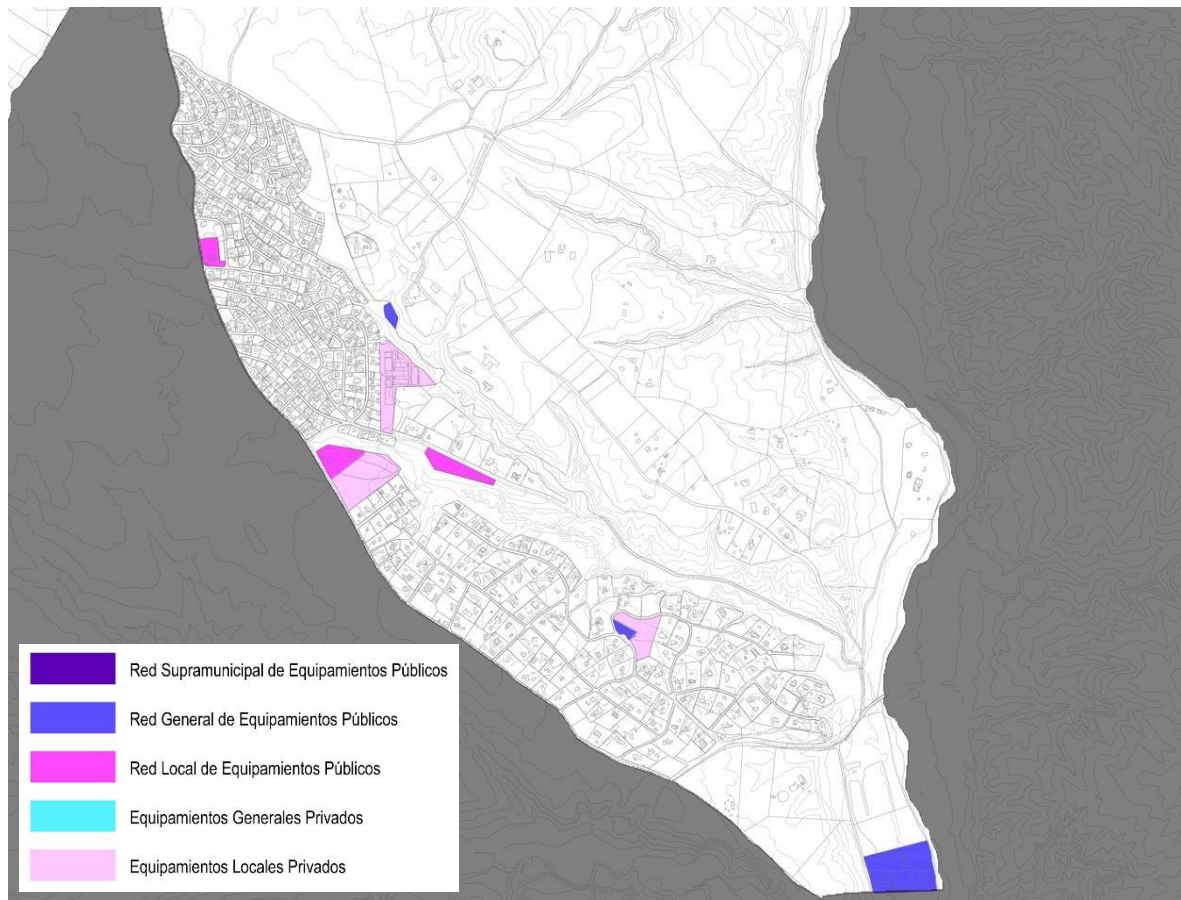 Red Supramunicipal de Equipamientos Públicos
Red General de Equipamientos Públicos
Red Local de Equipamientos Públicos
Equipamientos Generales Privados
Equipamientos Locales Privados